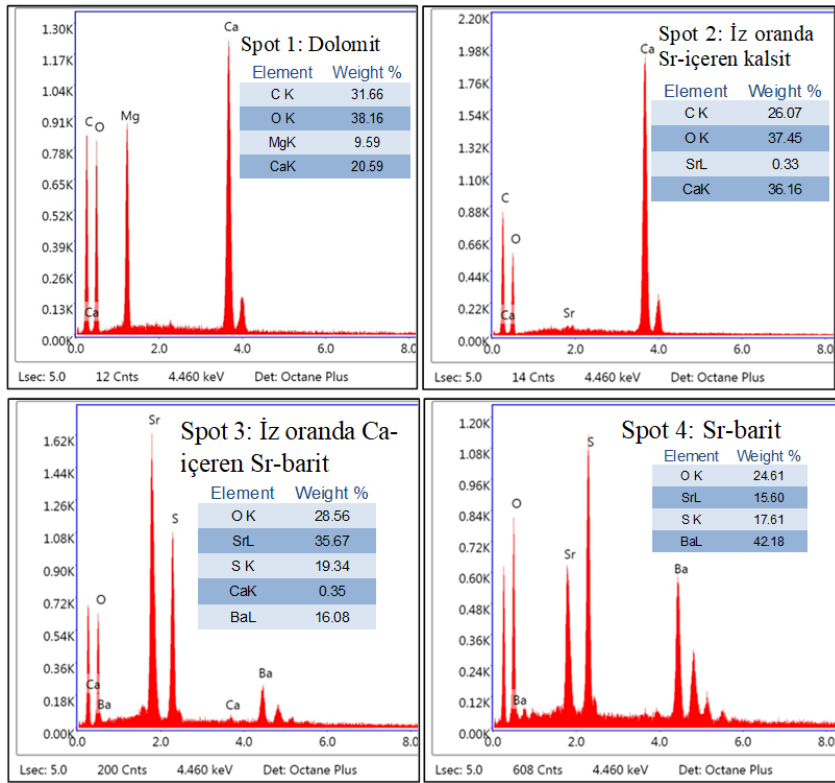 1.30K
1.17K
1.04K
0.91K
0.78K
0.65K
0.52K
0.39K
0.26K
0.13K
0.00K
Spot 1: Dolomit
Element Weight %
C K 31.66
O K 38.16
MgK 9.59
CaK 20.59
C O Mg Ca
Ca
0.0 2.0 4.0 6.0 8.0
Lsec: 5.0 12 Cnts 4.460 keV Det: Octane Plus
2.20K
1.98K
1.76K
1.54K
1.32K
1.10K
0.88K
0.66K
0.44K
0.22K
0.00K
Spot 2: İz oranda
Sr-içeren kalsit
Element Weight %
C K 26.07
O K 37.45
SrL 0.33
CaK 36.16
Ca
C
O
Ca Sr
0.0 2.0 4.0 6.0 8.0
Lsec: 5.0 14 Cnts 4.460 keV Det: Octane Plus
1.62K
1.44K
1.26K
1.08K
0.90K
0.72K
0.54K
0.36K
0.18K
0.00K
Spot 3: İz oranda Ca-
içeren Sr-barit
Element Weight %
O K 28.56
SrL 35.67
S K 19.34
CaK 0.35
BaL 16.08
Sr
S
O
Ca
Ba Ca Ba
0.0 2.0 4.0 6.0 8.0
Lsec: 5.0 200 Cnts 4.460 keV Det: Octane Plus
1.20K
1.08K
0.96K
0.84K
0.72K
0.60K
0.48K
0.36K
0.24K
0.12K
0.00K
Spot 4: Sr-barit
Element Weight %
O K 24.61
SrL 15.60
S K 17.61
BaL 42.18
S
O
Sr Ba
Ba
0.0 2.0 4.0 6.0 8.0
Lsec: 5.0 608 Cnts 4.460 keV Det: Octane Plus